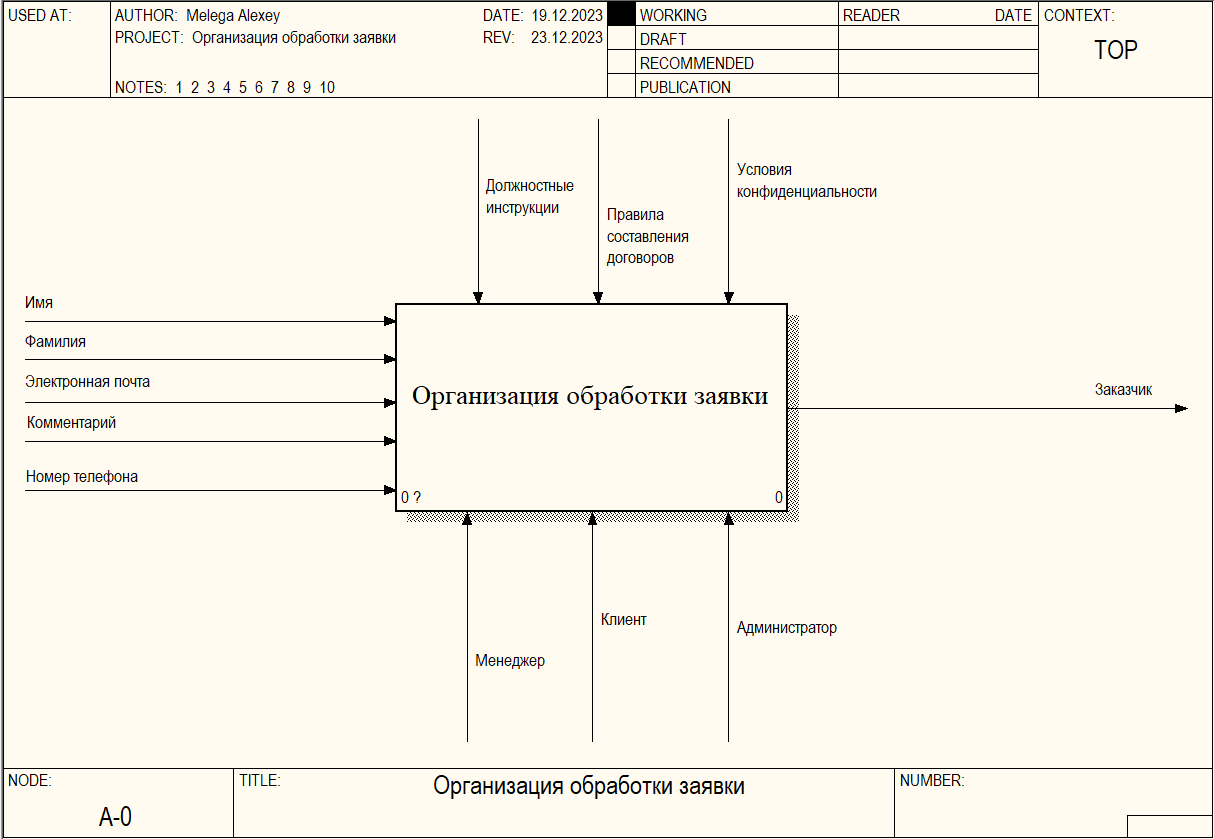 USED AT:
AUTHOR: Melega Alexey
DATE: 19.12.2023
PROJECT: Организация обработки заявки
REV: 23.12.2023
NOTES: 1 2 3 4 5 6 7 8 9 10
WORKING
DRAFT
RECOMMENDED
PUBLICATION
READER
DATE
CONTEXT:
TOP
Должностные
инструкции
Правила
составления
договоров
Условия
конфиденциальности
Имя
Фамилия
Электронная почта
Комментарий
Номер телефона
Организация обработки заявки
0 ?
0
Заказчик
Менеджер
Клиент
Администратор
NODE:
A-0
TITLE:
Организация обработки заявки
NUMBER: